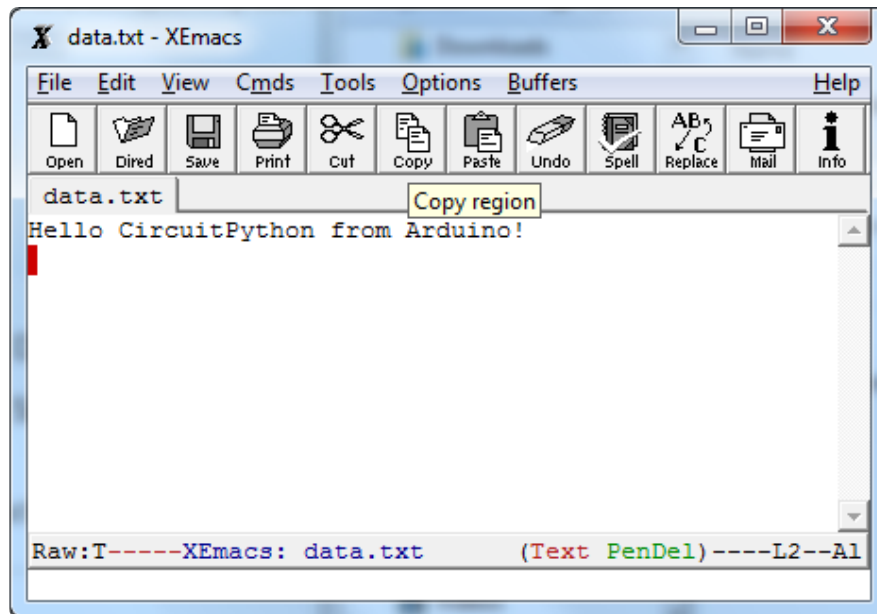 data.txt - XEmacs
File Edit View Cmds Tools Options Buffers Help
Open Dired Save Print Cut Copy Paste Undo Spell AB C Replace Mail Info
data.txt
Copy region
Hello CircuitPython from Arduino!
Raw:T-----XEmacs: data.txt (Text PenDel)----L2--Al